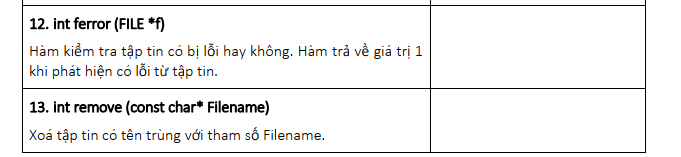 12. int ferror (FILE *f)
Hàm kiểm tra tập tin có bị lỗi hay không. Hàm trả về giá trị 1
khi phát hiện có lỗi từ tập tin.
13. int remove (const char* Filename)
Xoá tập tin có tên trùng với tham số Filename.